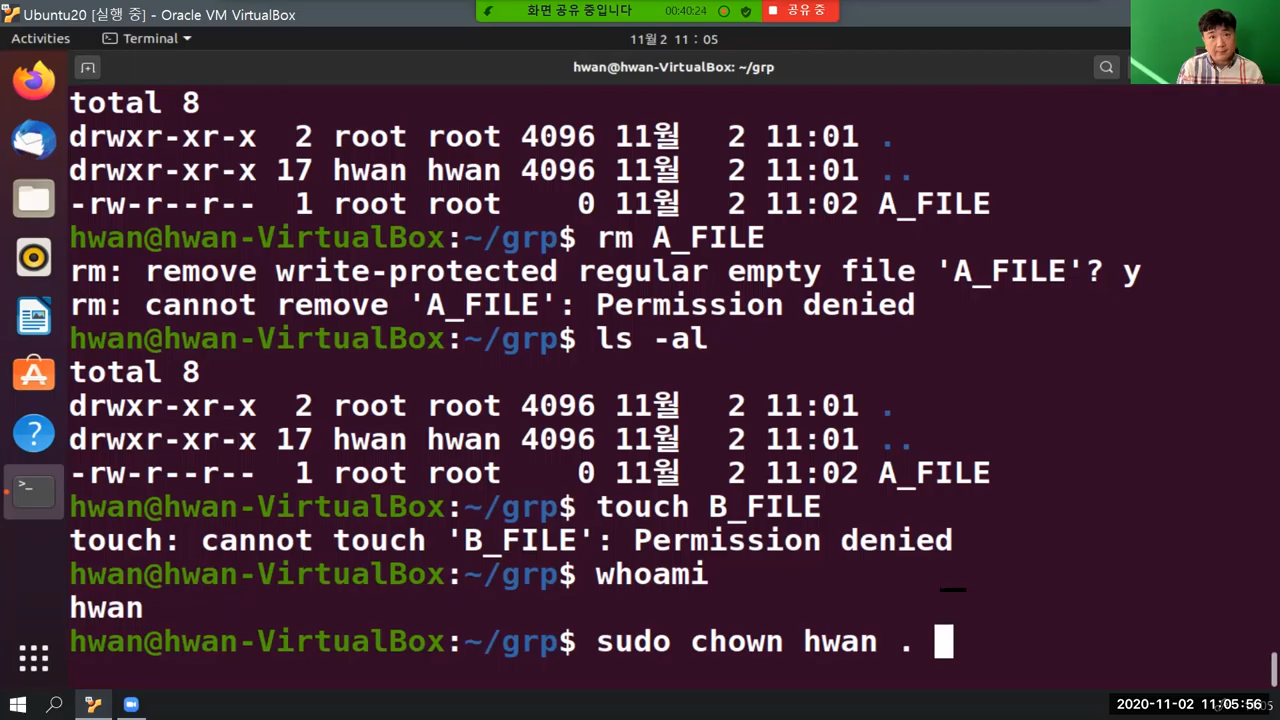 Ubuntu20 [실행 중] - Oracle VM VirtualBox
화면 공유 중입니다
00:40:24
공유 중
Activities
Terminal
11월 2 11 : 05
hwan@hwan-VirtualBox: ~/grp
total 8
drwxr-xr-x 2 root root 4096 11월 2 11:01 .
drwxr-xr-x 17 hwan hwan 4096 11월 2 11:01 ..
-rw-r--r-- 1 root root 0 11월 2 11:02 A_FILE
hwan@hwan-VirtualBox:~/grp$ rm A_FILE
rm: remove write-protected regular empty file 'A_FILE'? y
rm: cannot remove 'A_FILE': Permission denied
hwan@hwan-VirtualBox:~/grp$ ls -al
total 8
drwxr-xr-x 2 root root 4096 11월 2 11:01 .
drwxr-xr-x 17 hwan hwan 4096 11월 2 11:01 ..
-rw-r--r-- 1 root root 0 11월 2 11:02 A_FILE
hwan@hwan-VirtualBox:~/grp$ touch B_FILE
touch: cannot touch 'B_FILE': Permission denied
hwan@hwan-VirtualBox:~/grp$ whoami
hwan
hwan@hwan-VirtualBox:~/grp$ sudo chown hwan .
2020-11-02 11:05:56